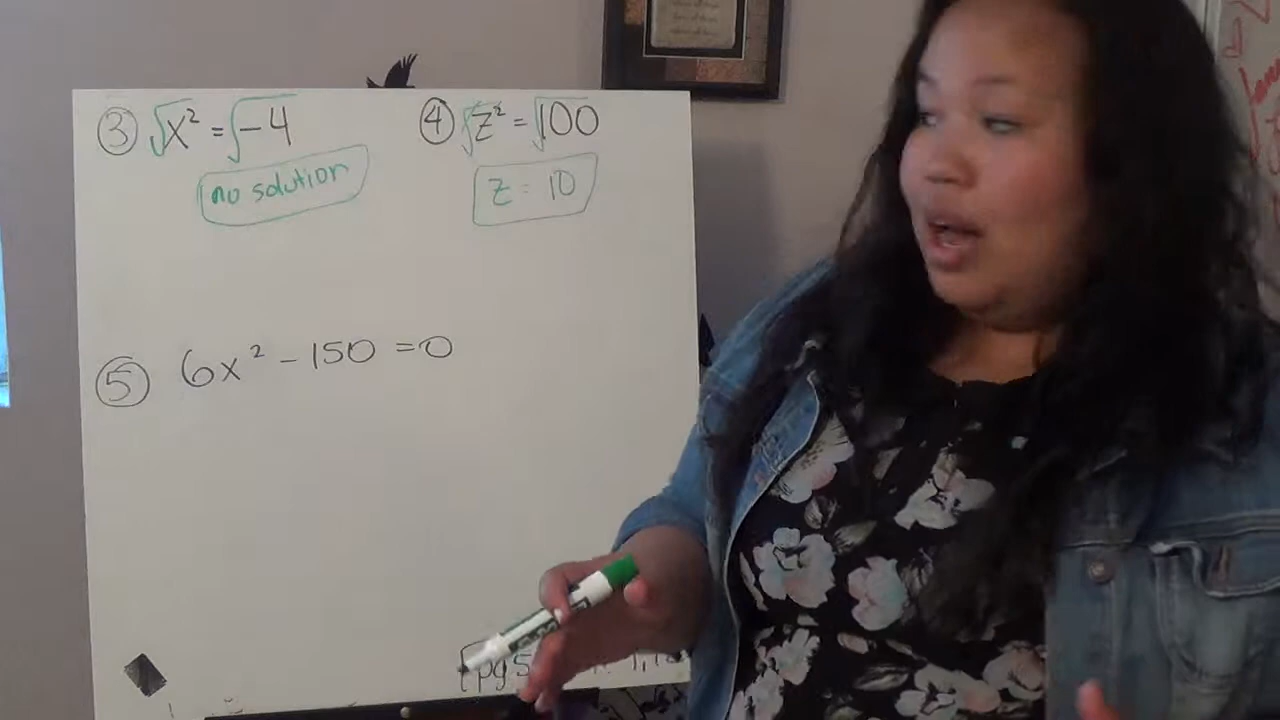 ③ √x² = √-4
no solution
④ √z² = √100
z = 10
⑤ 6x² - 150 = 0